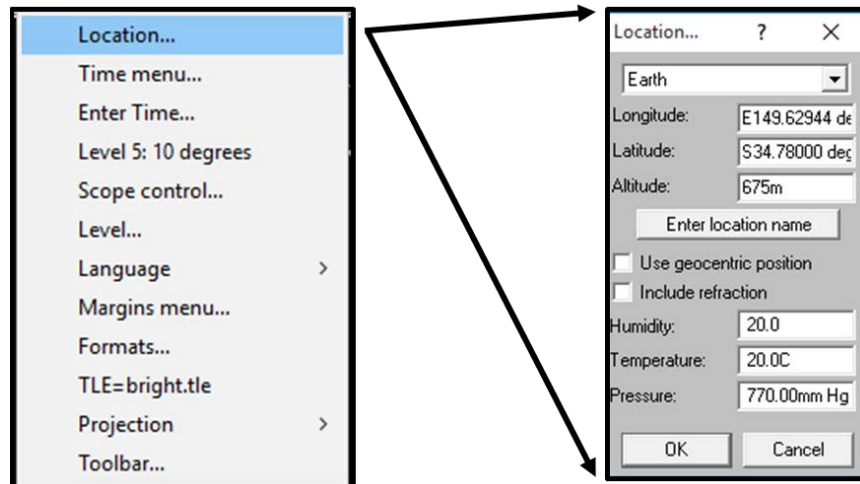 Location...
Time menu...
Enter Time...
Level 5: 10 degrees
Scope control...
Level...
Language >
Margins menu...
Formats...
TLE=bright.tle
Projection >
Toolbar...
Location... ? ×
Earth
Longitude: E149.62944 de
Latitude: S34.78000 deg
Altitude: 675m
Enter location name
Use geocentric position
Include refraction
Humidity: 20.0
Temperature: 20.0C
Pressure: 770.00mm Hg
OK Cancel